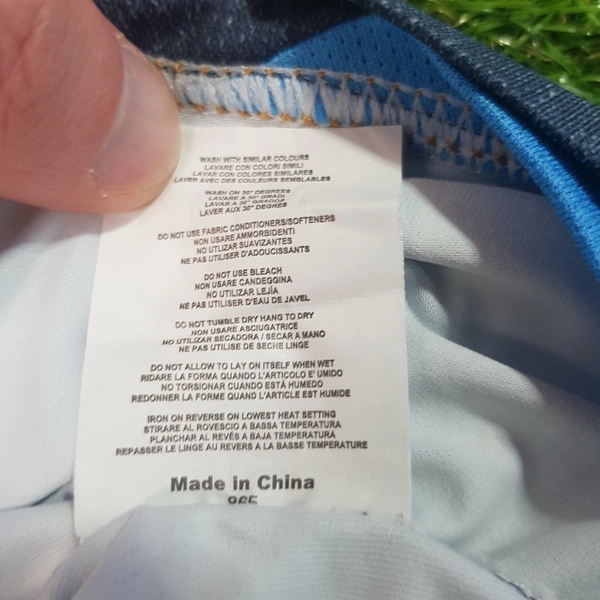 WASH WITH SIMILAR COLOURS
LAVARE CON COLORI SIMILI
LAVAR CON COLORES SIMILARES
LAVER AVEC DES COULEURS SEMBLABLES
WASH ON 30° DEGREES
LAVARE A 30° GRADI
LAVAR A 30° GRADOS
LAVER AUX 30° DEGRES
DO NOT USE FABRIC CONDITIONERS/SOFTENERS
NON USARE AMMORBIDENTI
NO UTLIZAR SUAVIZANTES
NE PAS UTILISER D'ADOUCISSANTS
DO NOT USE BLEACH
NON USARE CANDEGGINA
NO UTILIZAR LEJÍA
NE PAS UTILISER D'EAU DE JAVEL
DO NOT TUMBLE DRY HANG TO DRY
NON USARE ASCIUGATRICE
NO UTILIZAR SECADORA / SECAR A MANO
NE PAS UTILISE DE SECHE LINGE
DO NOT ALLOW TO LAY ON ITSELF WHEN WET
RIDARE LA FORMA QUANDO L'ARTICOLO E' UMIDO
NO TORSIONAR CUANDO ESTÁ HUMEDO
REDONNER LA FORME QUAND L'ARTICLE EST HUMIDE
IRON ON REVERSE ON LOWEST HEAT SETTING
STIRARE AL ROVESCIO A BASSA TEMPERATURA
PLANCHAR AL REVÉS A BAJA TEMPERATURA
REPASSER LE LINGE AU REVERS A LA BASSE TEMPERATURE
Made in China